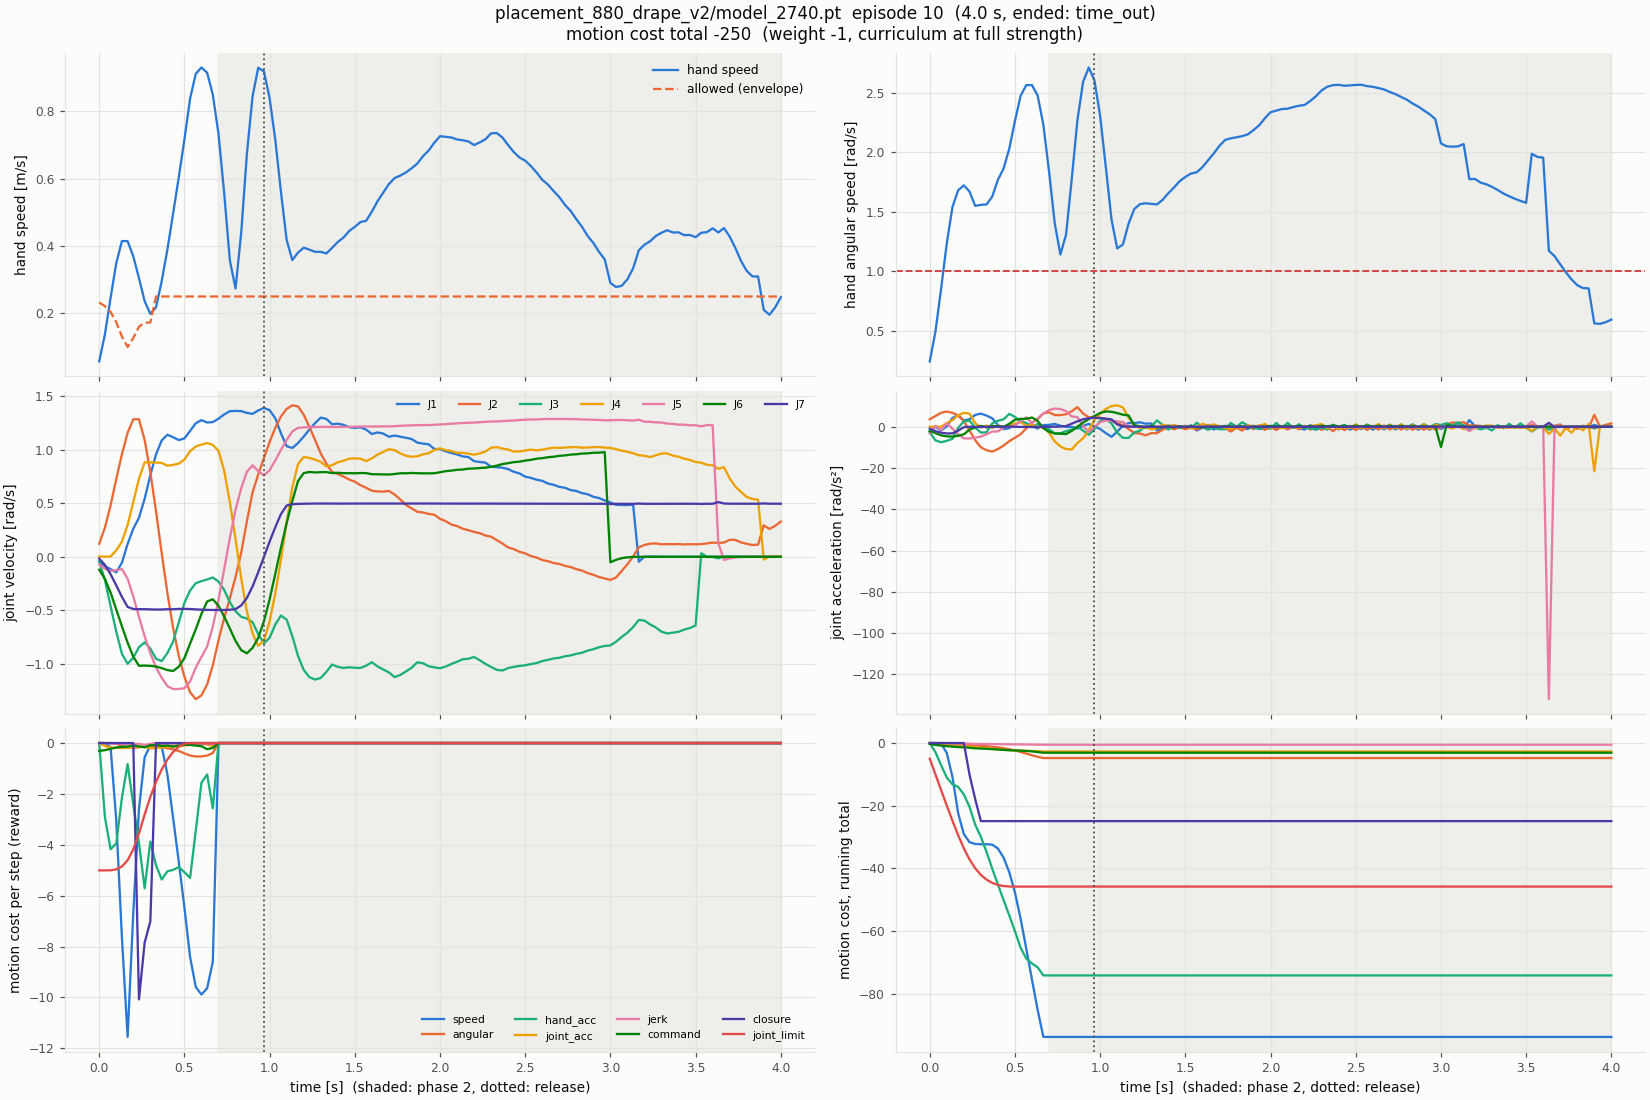 placement_880_drape_v2/model_2740.pt  episode 10  (4.0 s, ended: time_out)
motion cost total -250  (weight -1, curriculum at full strength)
hand speed [m/s]
0.8
0.6
0.4
0.2
hand speed
allowed (envelope)
hand angular speed [rad/s]
2.5
2.0
1.5
1.0
0.5
joint velocity [rad/s]
1.5
1.0
0.5
0.0
−0.5
−1.0
J1 J2 J3 J4 J5 J6 J7
joint acceleration [rad/s²]
0
−20
−40
−60
−80
−100
−120
motion cost per step (reward)
0
−2
−4
−6
−8
−10
−12
speed hand_acc jerk closure
angular joint_acc command joint_limit
0.0 0.5 1.0 1.5 2.0 2.5 3.0 3.5 4.0
time [s]  (shaded: phase 2, dotted: release)
motion cost, running total
0
−20
−40
−60
−80
0.0 0.5 1.0 1.5 2.0 2.5 3.0 3.5 4.0
time [s]  (shaded: phase 2, dotted: release)